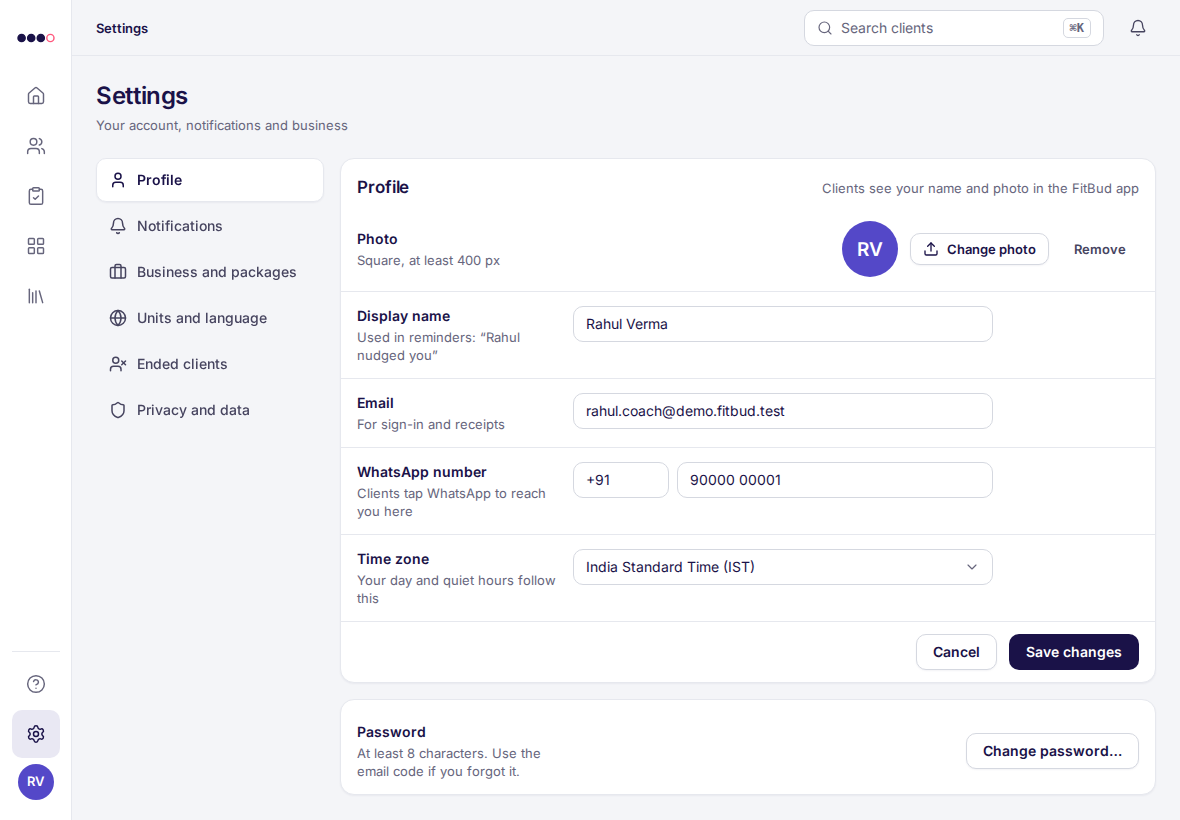 Settings
Search clients
⌘K
Settings
Your account, notifications and business
Profile
Notifications
Business and packages
Units and language
Ended clients
Privacy and data
Profile
Clients see your name and photo in the FitBud app
Photo
Square, at least 400 px
RV
Change photo
Remove
Display name
Used in reminders: “Rahul
nudged you”
Rahul Verma
Email
For sign-in and receipts
rahul.coach@demo.fitbud.test
WhatsApp number
Clients tap WhatsApp to reach
you here
+91
90000 00001
Time zone
Your day and quiet hours follow
this
India Standard Time (IST)
Cancel
Save changes
Password
At least 8 characters. Use the
email code if you forgot it.
Change password...
RV